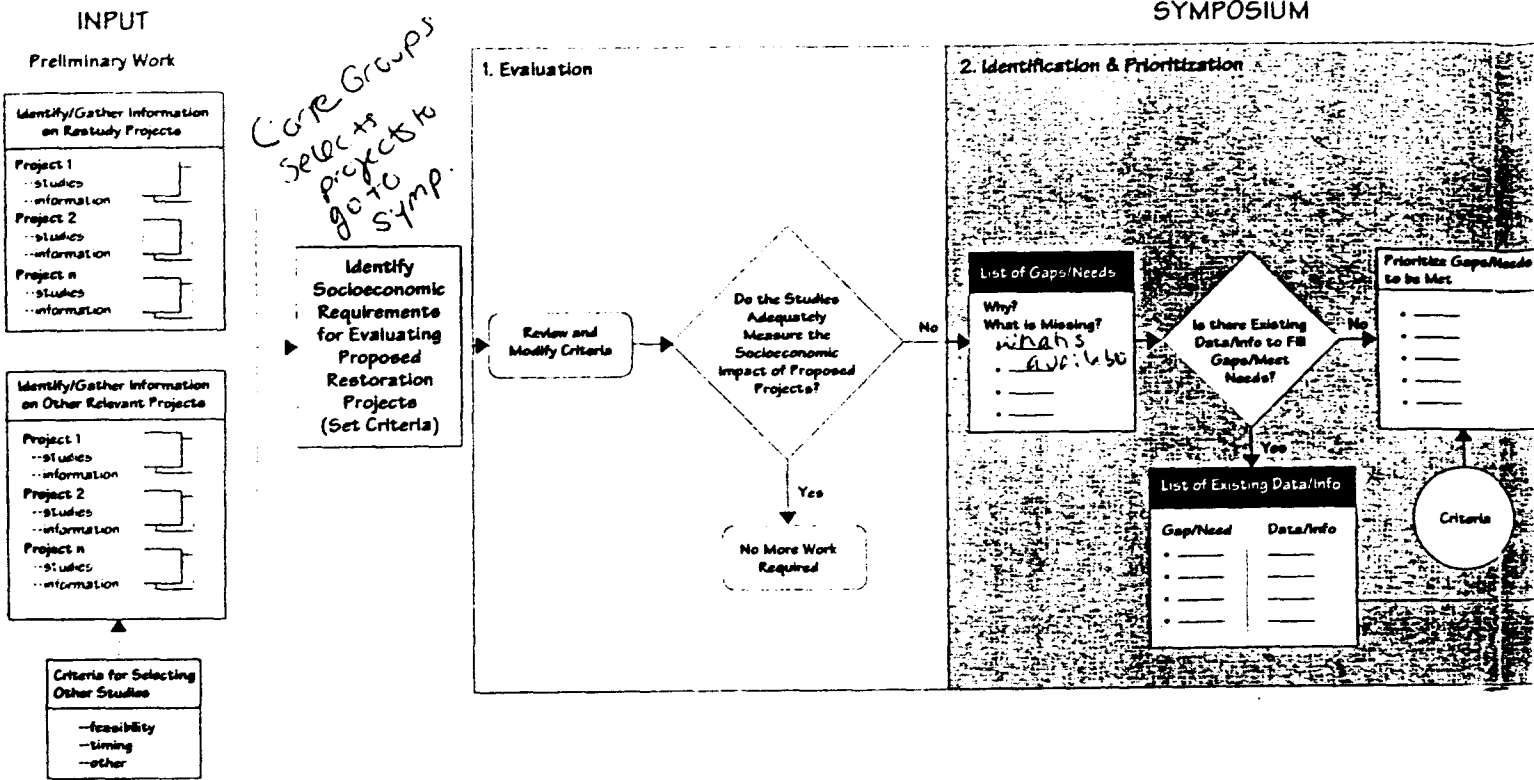 INPUT
Preliminary Work
Identify/Gather Information
on Restudy Projects
Project 1
--studies
--information
Project 2
--studies
--information
Project n
--studies
--information
Identify/Gather Information
on Other Relevant Projects
Project 1
--studies
--information
Project 2
--studies
--information
Project n
--studies
--information
Criteria for Selecting
Other Studies
--feasibility
--timing
--other
Core Groups
Selects
projects to
go to
Symp.
Identify
Socioeconomic
Requirements
for Evaluating
Proposed
Restoration
Projects
(Set Criteria)
SYMPOSIUM
1. Evaluation
Review and
Modify Criteria
Do the Studies
Adequately
Measure the
Socioeconomic
Impact of Proposed
Projects?
No
Yes
No More Work
Required
2. Identification & Prioritization
List of Gaps/Needs
Why?
What is Missing?
whats
Is there Existing
Data/Info to Fill
Gaps/Meet
Needs?
No
Yes
List of Existing Data/Info
Gap/Need Data/Info
Prioritize Gaps/Needs
to be Met
Criteria